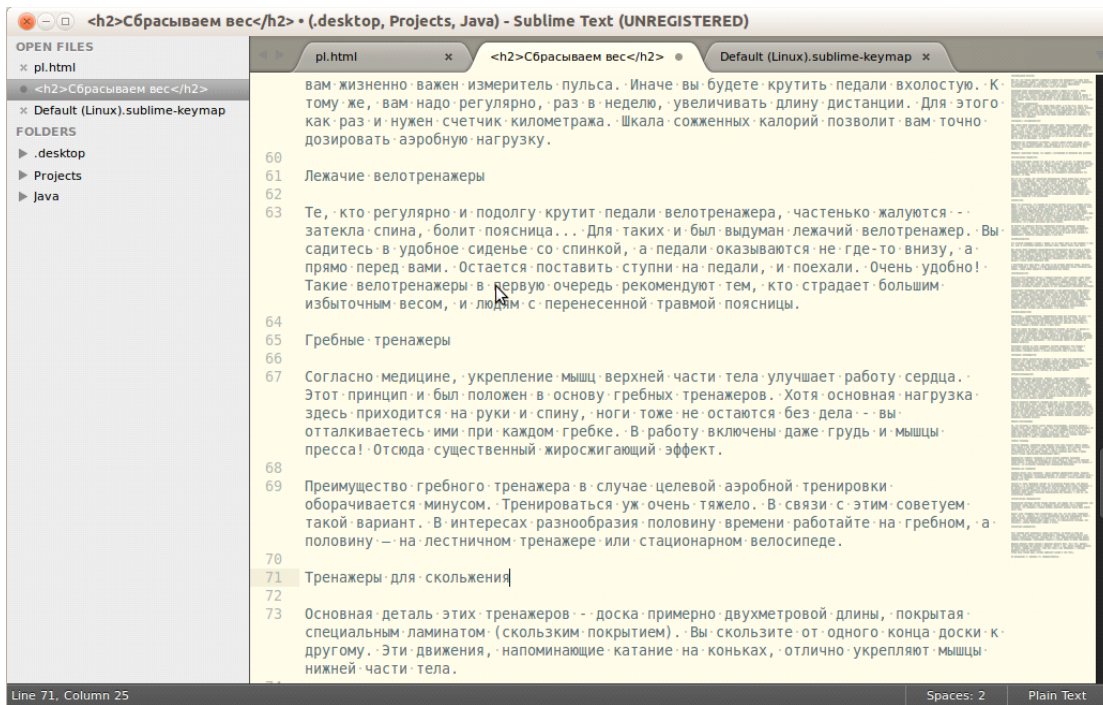 <h2>Сбрасываем вес</h2> • (.desktop, Projects, Java) - Sublime Text (UNREGISTERED)
OPEN FILES
pl.html
<h2>Сбрасываем вес</h2>
Default (Linux).sublime-keymap
FOLDERS
.desktop
Projects
Java
pl.html
<h2>Сбрасываем вес</h2>
Default (Linux).sublime-keymap
вам жизненно важен измеритель пульса. Иначе вы будете крутить педали вхолостую. К
тому же, вам надо регулярно, раз в неделю, увеличивать длину дистанции. Для этого
как раз и нужен счетчик километража. Шкала сожженных калорий позволит вам точно
дозировать аэробную нагрузку.
60
61 Лежачие велотренажеры
62
63 Те, кто регулярно и подолгу крутит педали велотренажера, частенько жалуются -
затекла спина, болит поясница... Для таких и был выдуман лежачий велотренажер. Вы
садитесь в удобное сиденье со спинкой, а педали оказываются не где-то внизу, а
прямо перед вами. Остается поставить ступни на педали, и поехали. Очень удобно!
Такие велотренажеры в первую очередь рекомендуют тем, кто страдает большим
избыточным весом, и людям с перенесенной травмой поясницы.
64
65 Гребные тренажеры
66
67 Согласно медицине, укрепление мышц верхней части тела улучшает работу сердца.
Этот принцип и был положен в основу гребных тренажеров. Хотя основная нагрузка
здесь приходится на руки и спину, ноги тоже не остаются без дела - вы
отталкиваетесь ими при каждом гребке. В работу включены даже грудь и мышцы
пресса! Отсюда существенный жиросжигающий эффект.
68
69 Преимущество гребного тренажера в случае целевой аэробной тренировки
оборачивается минусом. Тренироваться уж очень тяжело. В связи с этим советуем
такой вариант. В интересах разнообразия половину времени работайте на гребном, а
половину — на лестничном тренажере или стационарном велосипеде.
70
71 Тренажеры для скольжения
72
73 Основная деталь этих тренажеров - доска примерно двухметровой длины, покрытая
специальным ламинатом (скользким покрытием). Вы скользите от одного конца доски к
другому. Эти движения, напоминающие катание на коньках, отлично укрепляют мышцы
нижней части тела.
Line 71, Column 25
Spaces: 2
Plain Text